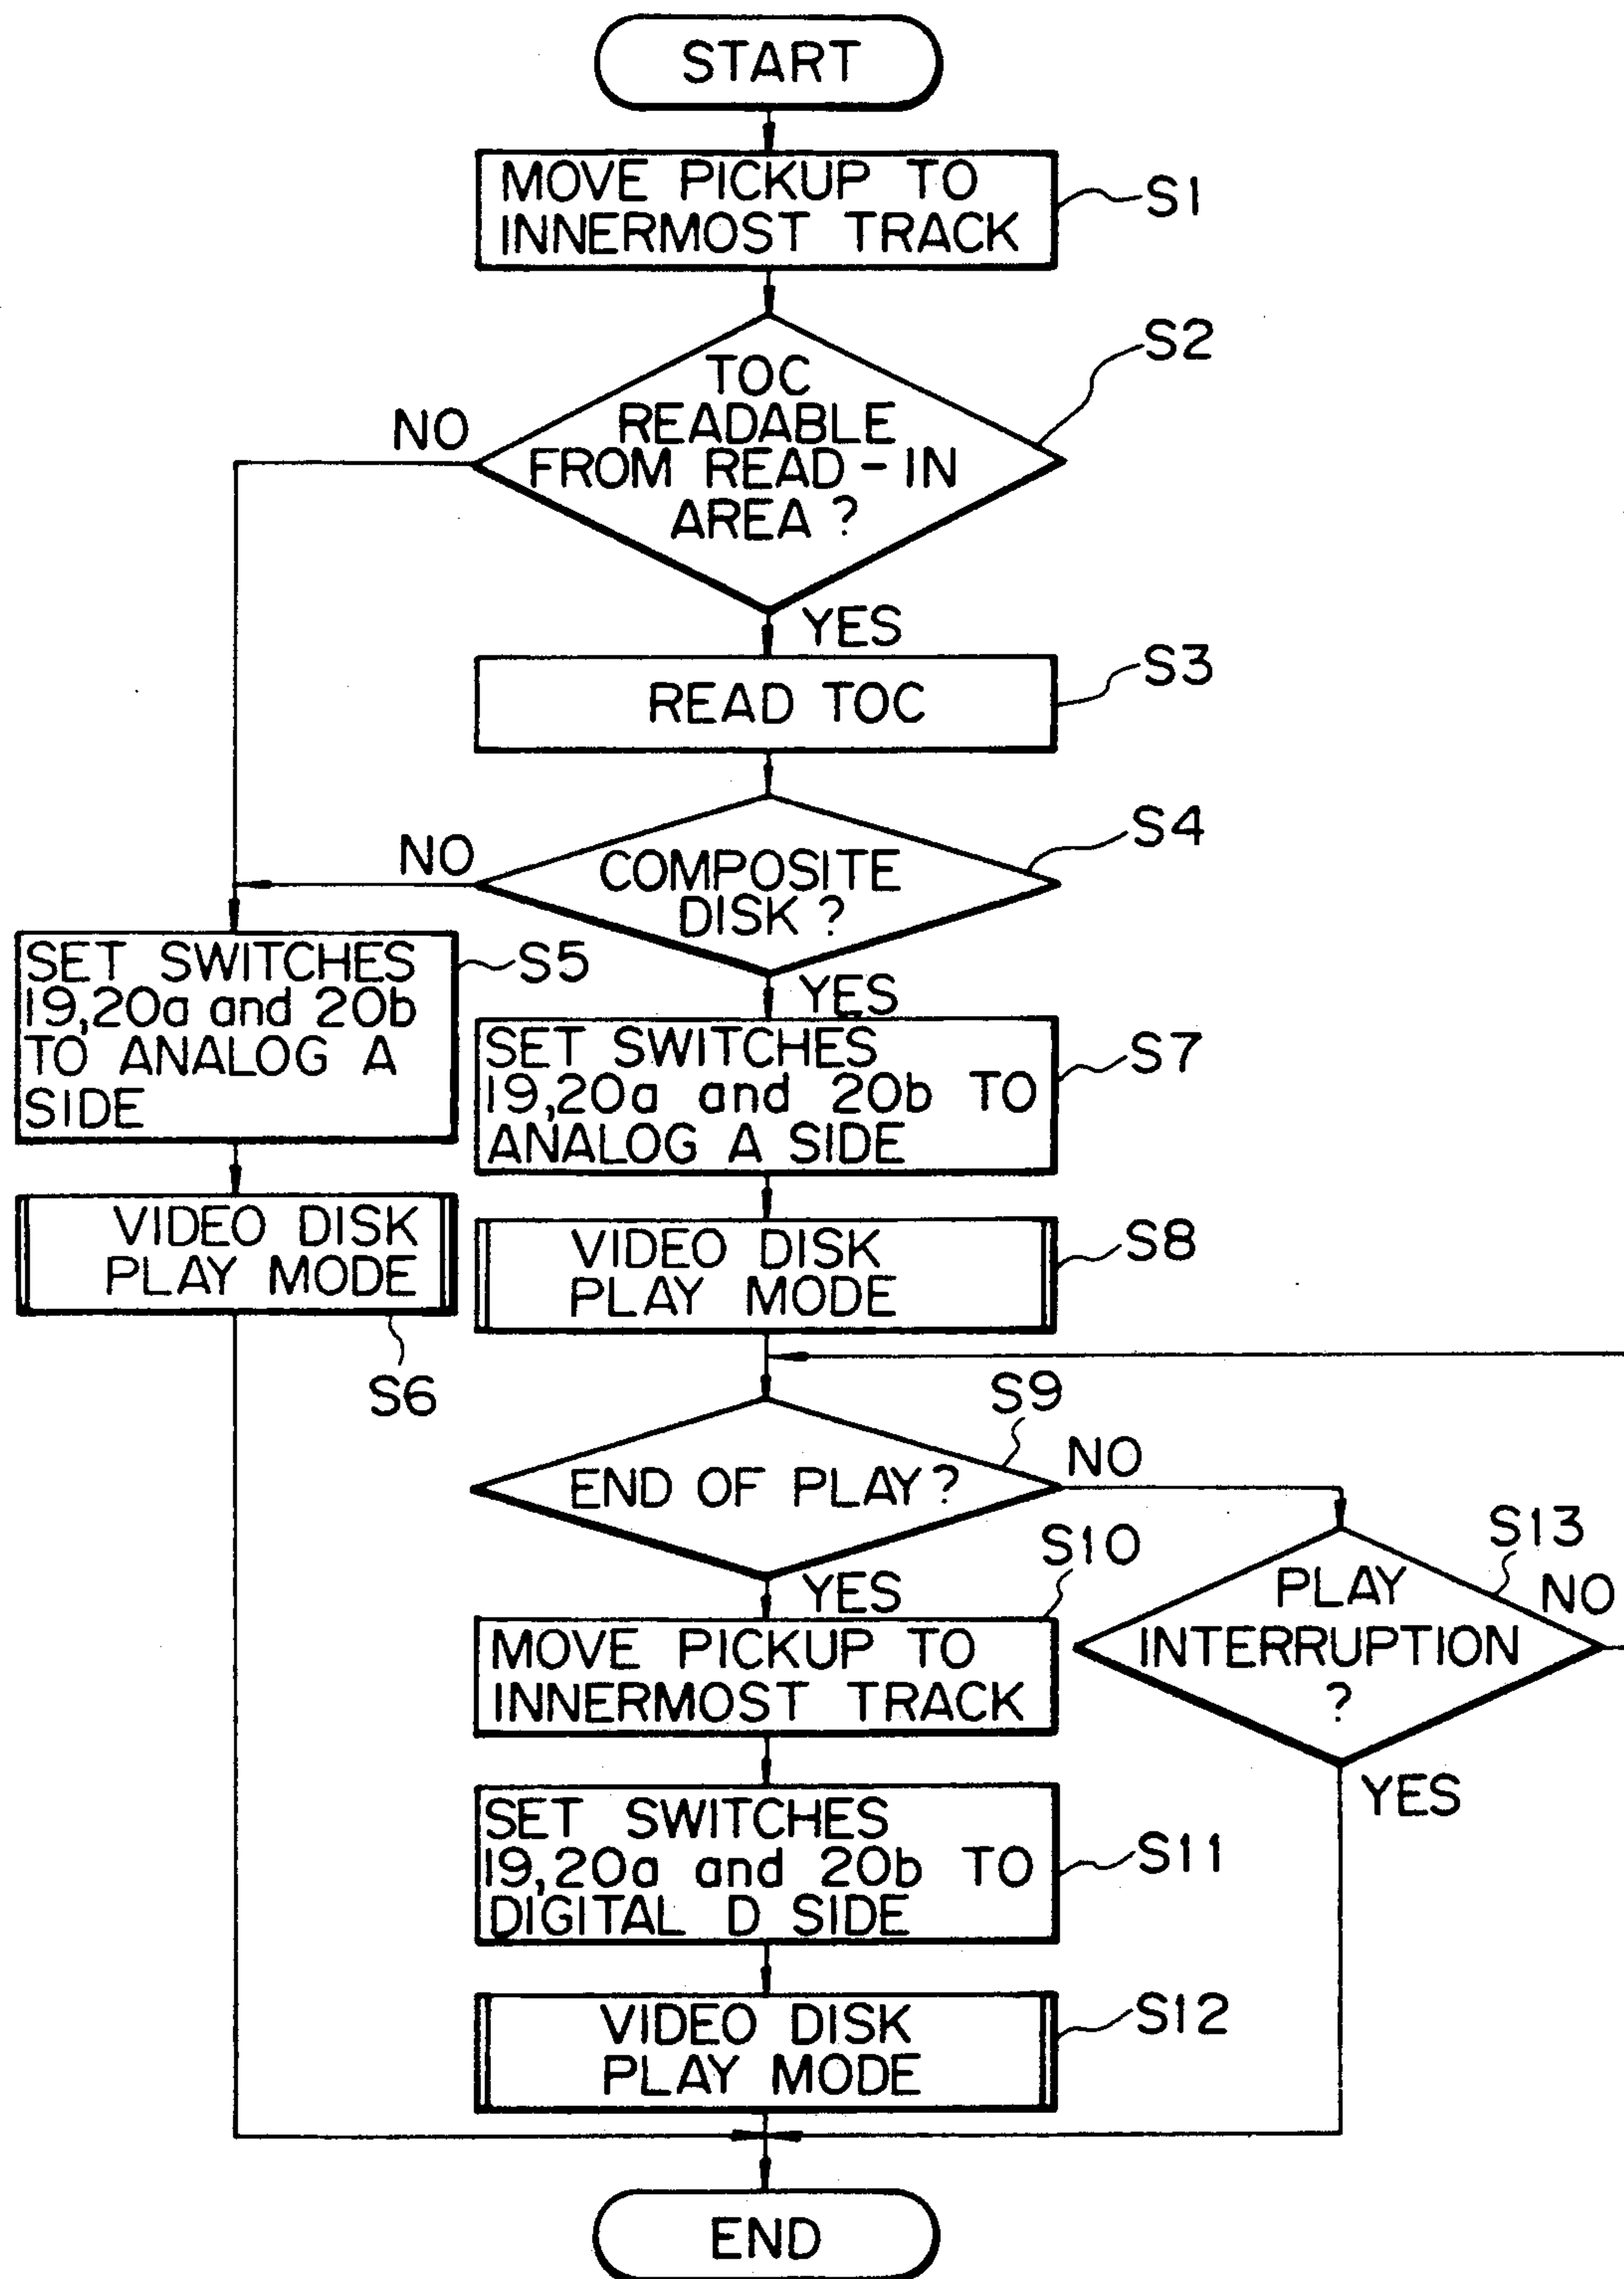 START
MOVE PICKUP TO
INNERMOST TRACK
S1
TOC
READABLE
FROM READ-IN
AREA ?
S2
NO
YES
READ TOC
S3
COMPOSITE
DISK ?
S4
NO
YES
SET SWITCHES
19,20a and 20b
TO ANALOG A
SIDE
S5
VIDEO DISK
PLAY MODE
S6
SET SWITCHES
19,20a and 20b TO
ANALOG A SIDE
S7
VIDEO DISK
PLAY MODE
S8
END OF PLAY ?
S9
NO
YES
MOVE PICKUP TO
INNERMOST TRACK
S10
PLAY
INTERRUPTION
?
S13
NO
YES
SET SWITCHES
19,20a and 20b TO
DIGITAL D SIDE
S11
VIDEO DISK
PLAY MODE
S12
END